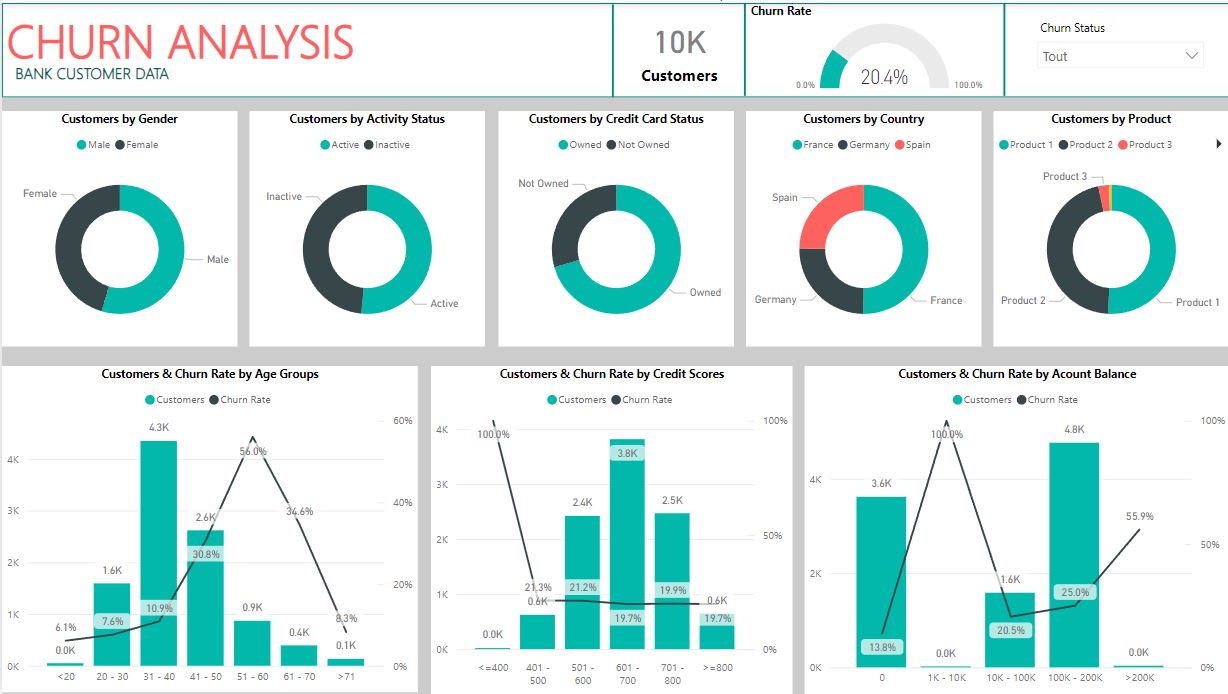 CHURN ANALYSIS
BANK CUSTOMER DATA
10K
Customers
Churn Rate
20.4%
0.0%
100.0%
Churn Status
Tout
Customers by Gender
Male Female
Female
Male
Customers by Activity Status
Active Inactive
Inactive
Active
Customers by Credit Card Status
Owned Not Owned
Not Owned
Owned
Customers by Country
France Germany Spain
Spain
Germany
France
Customers by Product
Product 1 Product 2 Product 3
Product 3
Product 2
Product 1
Customers & Churn Rate by Age Groups
Customers Churn Rate
60%
4.3K
56.0%
4K
40%
3K
2.6K
34.6%
30.8%
2K
1.6K
20%
1K
6.1%
7.6%
10.9%
0.9K
8.3%
0.0K
0.4K
0.1K
0K
0%
<20
20 - 30
31 - 40
41 - 50
51 - 60
61 - 70
>71
Customers & Churn Rate by Credit Scores
Customers Churn Rate
100%
4K
100.0%
3.8K
3K
2.4K
2.5K
2K
50%
21.3%
21.2%
19.9%
1K
0.6K
0.6K
19.7%
19.7%
0.0K
0K
0%
<=400
401 -
500
501 -
600
601 -
700
701 -
800
>=800
Customers & Churn Rate by Acount Balance
Customers Churn Rate
100%
100.0%
4.8K
4K
3.6K
55.9%
50%
2K
1.6K
25.0%
20.5%
13.8%
0.0K
0.0K
0K
0%
0
1K - 10K
10K - 100K
100K - 200K
>200K